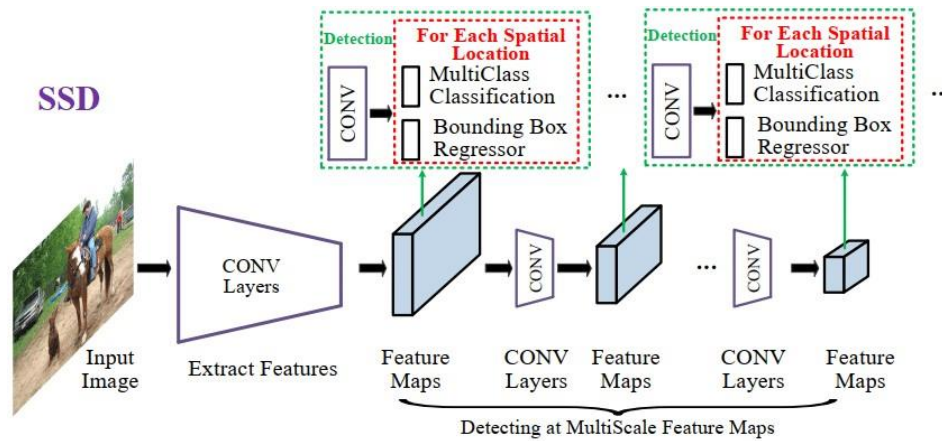 Detection
For Each Spatial
Location
CONV
MultiClass
Classification
Bounding Box
Regressor
...
Detection
For Each Spatial
Location
CONV
MultiClass
Classification
Bounding Box
Regressor
...
SSD
CONV
Layers
CONV
...
CONV
Input
Image
Extract Features
Feature
Maps
CONV
Layers
Feature
Maps
CONV
Layers
Feature
Maps
Detecting at MultiScale Feature Maps